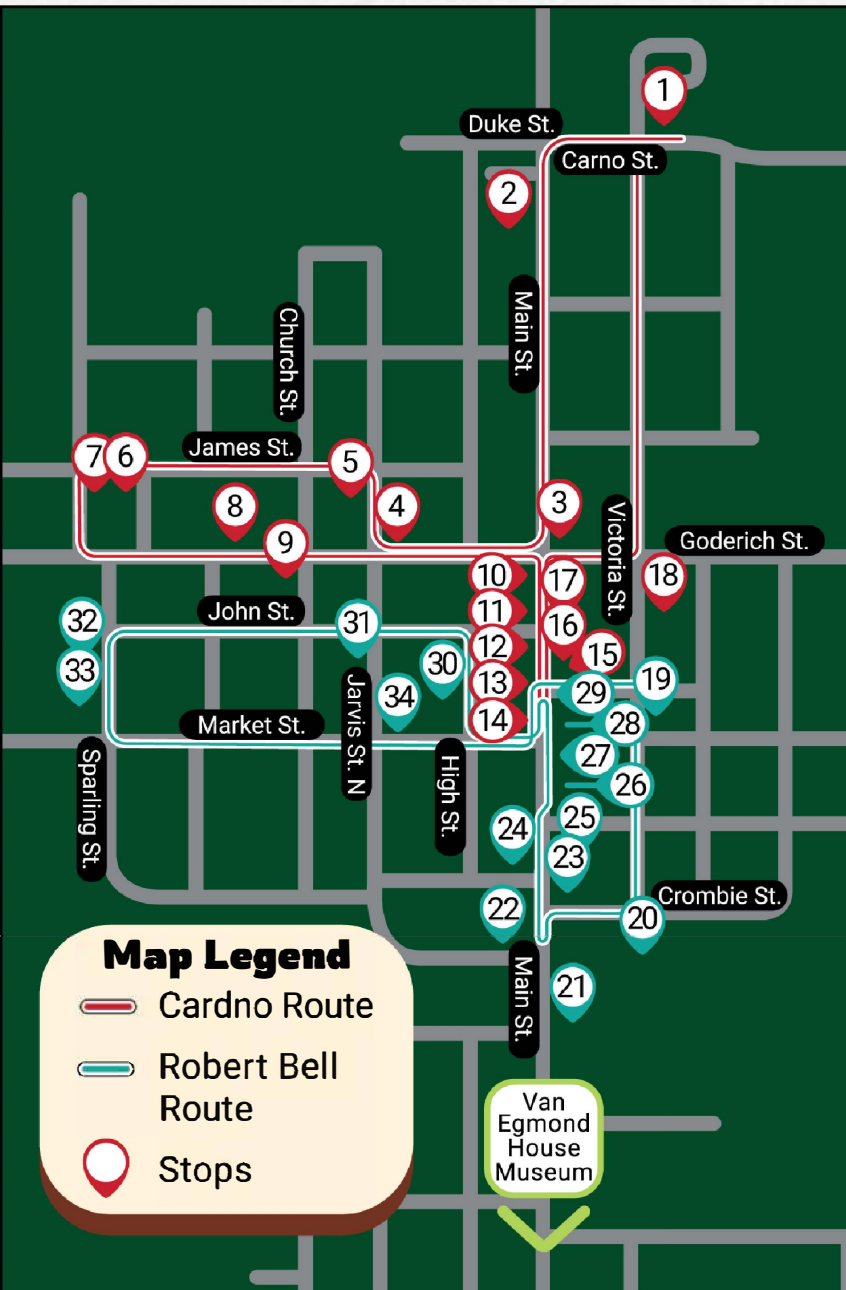 1
Duke St.
Carno St.
2
Main St.
Church St.
James St.
7
6
5
8
4
3
9
Victoria St.
Goderich St.
10
17
18
11
16
12
15
13
14
32
33
John St.
31
30
34
Jarvis St. N
Market St.
Sparling St.
High St.
29
19
28
27
26
25
24
23
22
Crombie St.
20
21
Main St.
Map Legend
Cardno Route
Robert Bell
Route
Stops
Van
Egmond
House
Museum